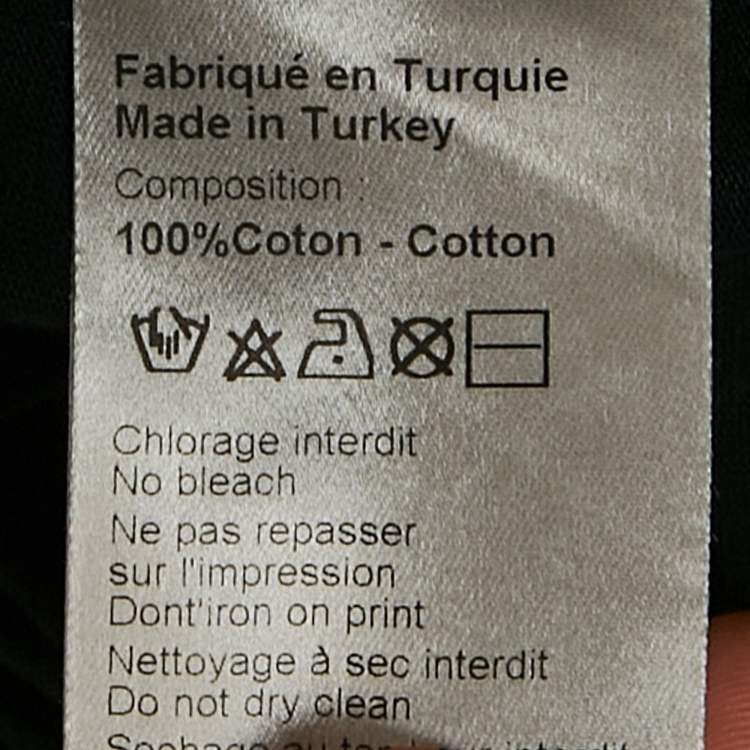 Fabriqué en Turquie
Made in Turkey
Composition :
100%Coton - Cotton
Chlorage interdit
No bleach
Ne pas repasser
sur l'impression
Dont'iron on print
Nettoyage à sec interdit
Do not dry clean